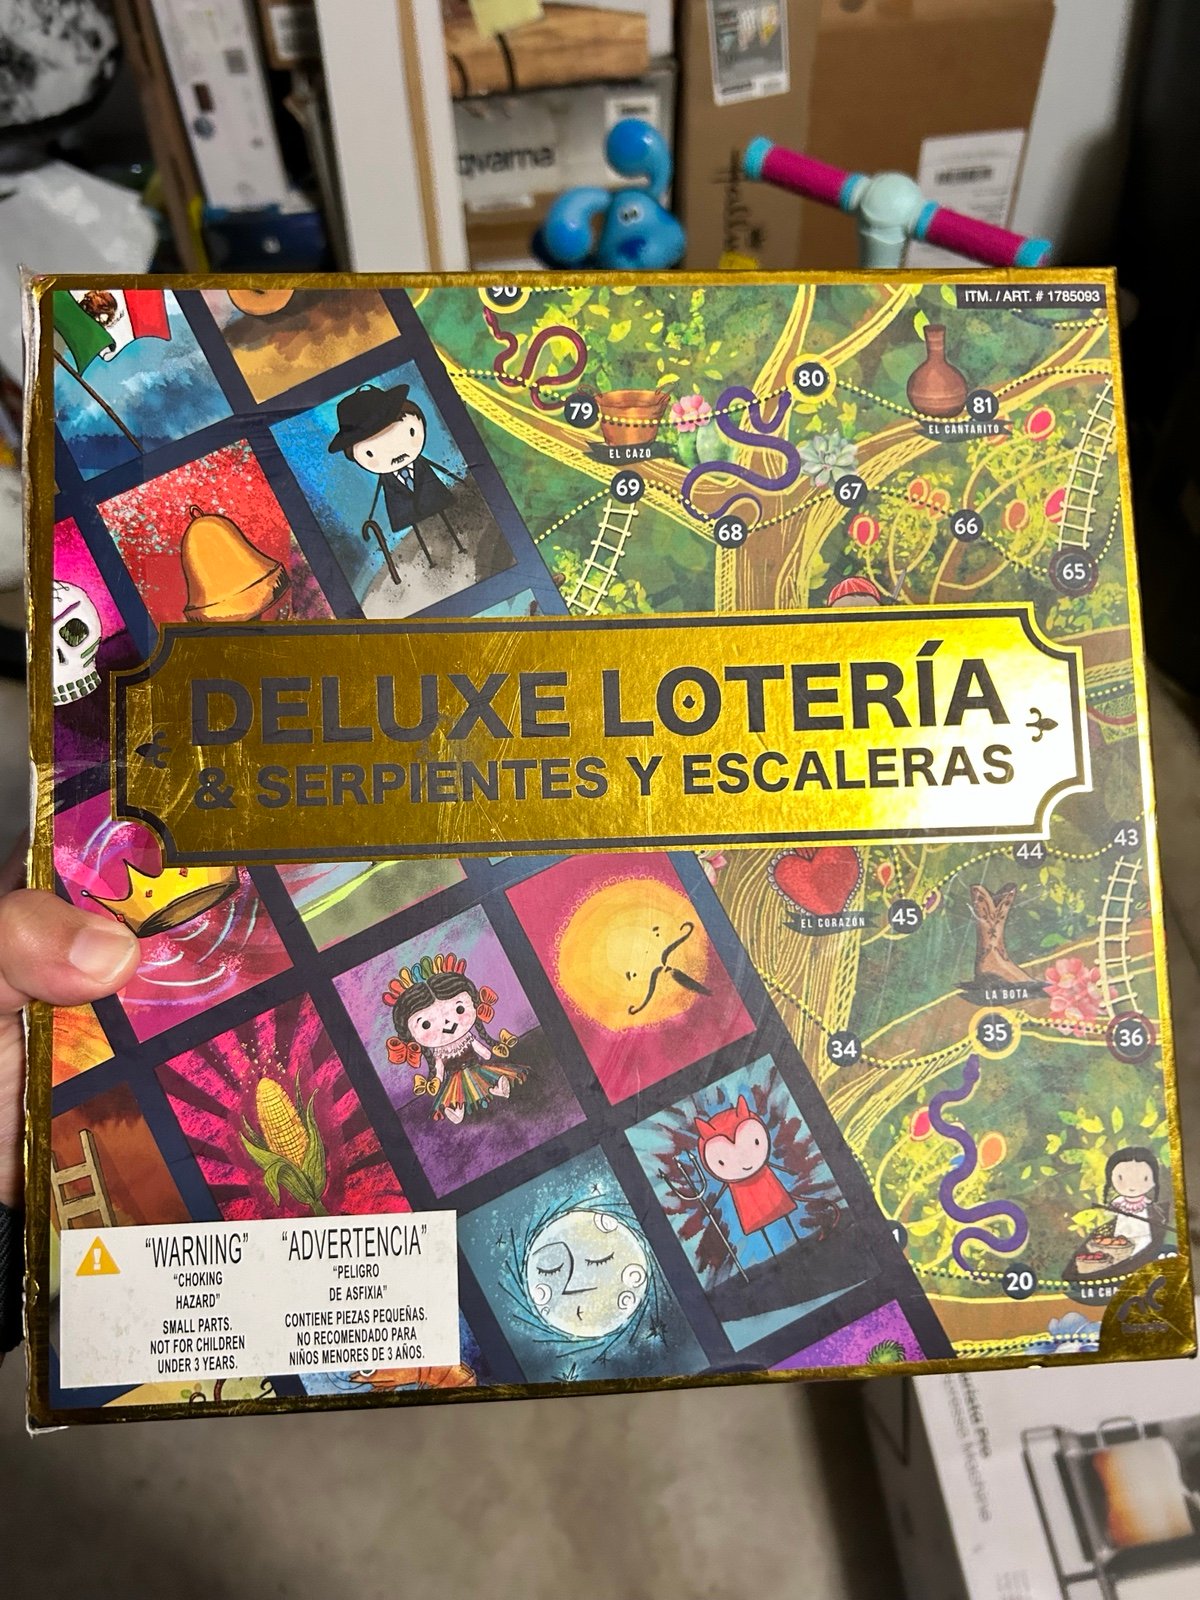 ITM. / ART. # 1785093
90
80
79
81
EL CAZO
EL CANTARITO
69
67
68
66
65
DELUXE LOTERÍA
& SERPIENTES Y ESCALERAS
43
44
EL CORAZÓN
45
LA BOTA
34
35
36
20
"WARNING"
"CHOKING
HAZARD"
SMALL PARTS.
NOT FOR CHILDREN
UNDER 3 YEARS.
"ADVERTENCIA"
"PELIGRO
DE ASFIXIA"
CONTIENE PIEZAS PEQUEÑAS.
NO RECOMENDADO PARA
NIÑOS MENORES DE 3 AÑOS.
Pro
Machine